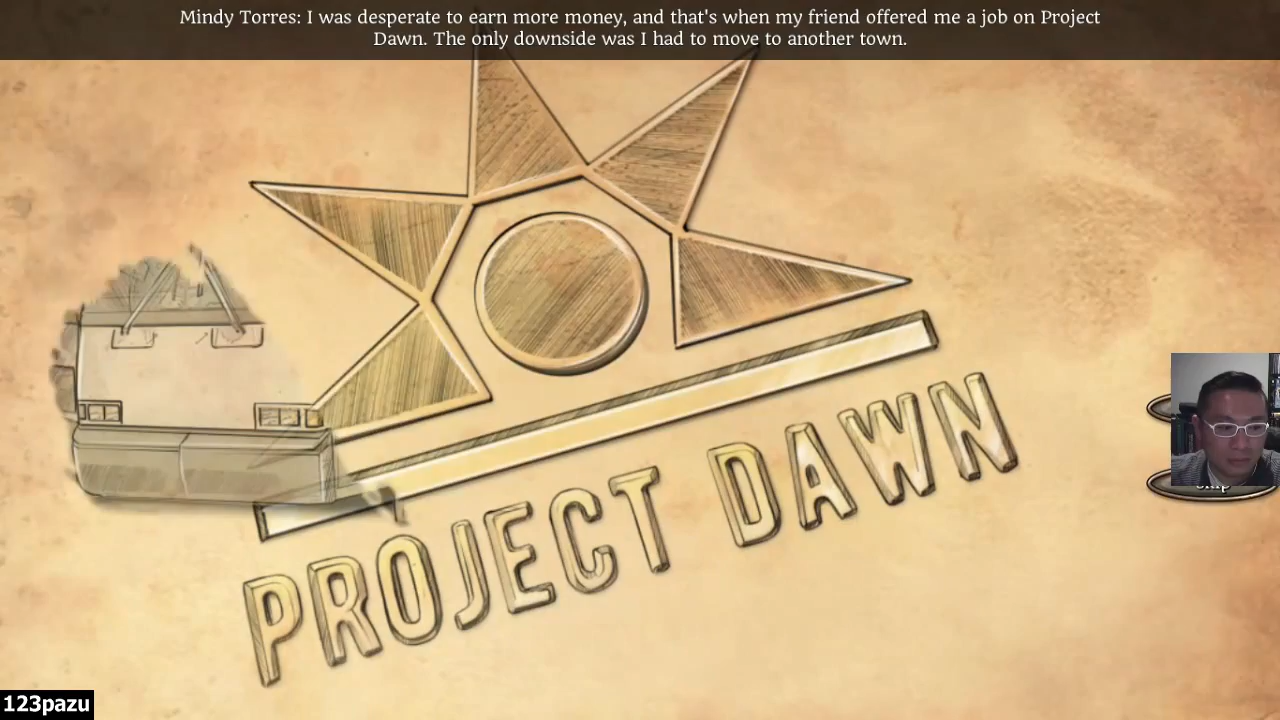 Mindy Torres: I was desperate to earn more money, and that's when my friend offered me a job on Project
Dawn. The only downside was I had to move to another town.
PROJECT DAWN
123pazu